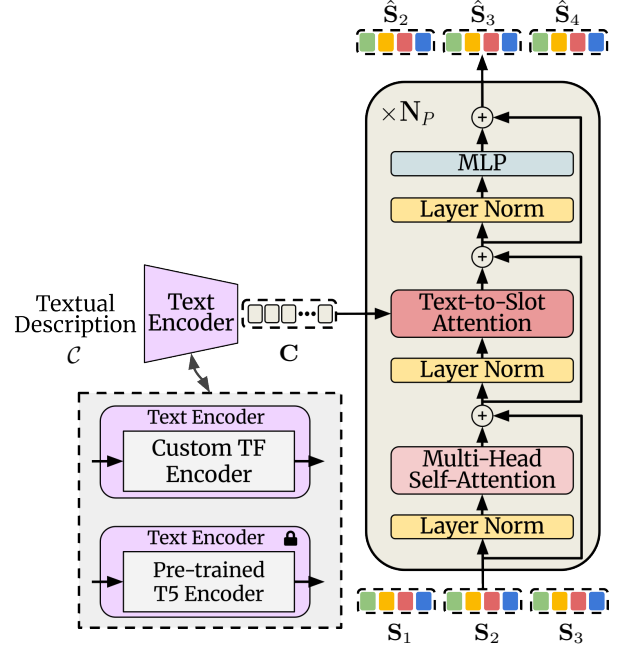 Ŝ₂ Ŝ₃ Ŝ₄
×N_P
MLP
Layer Norm
Text-to-Slot
Attention
Layer Norm
Multi-Head
Self-Attention
Layer Norm
S₁ S₂ S₃
Textual
Description
𝒞
Text
Encoder
C
Text Encoder
Custom TF
Encoder
Text Encoder
Pre-trained
T5 Encoder